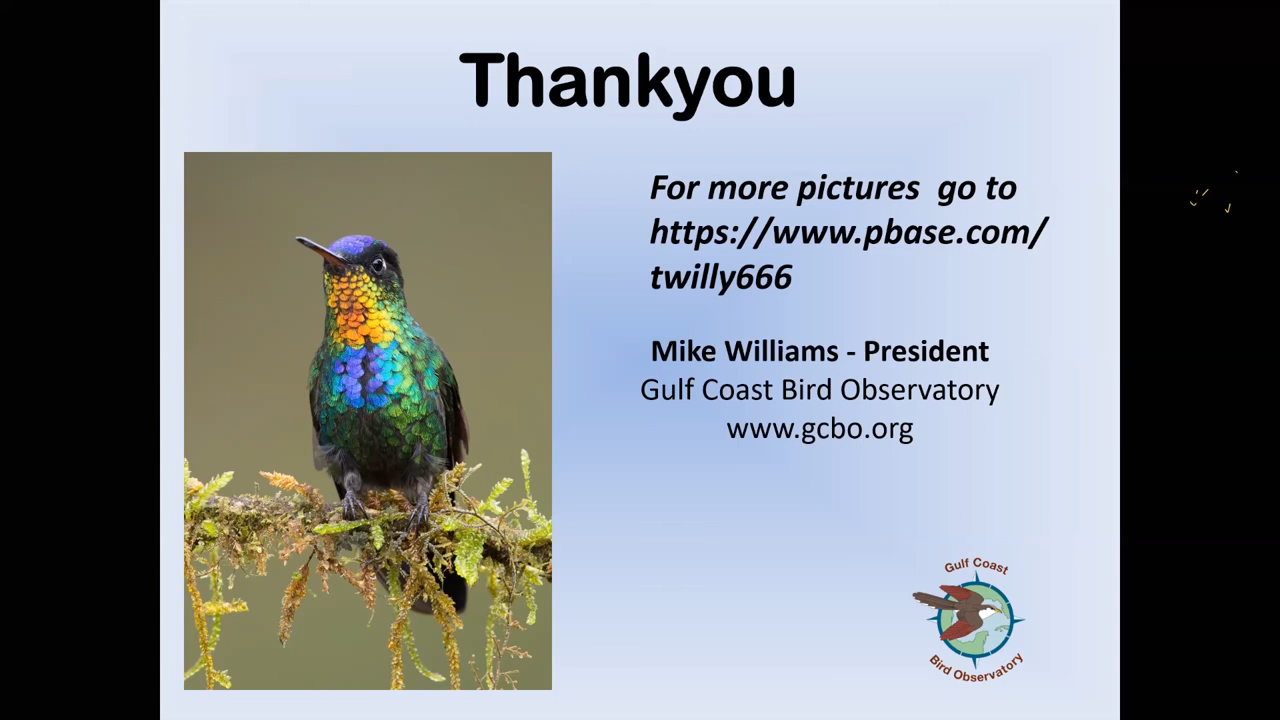 Thankyou
For more pictures  go to
https://www.pbase.com/
twilly666
Mike Williams - President
Gulf Coast Bird Observatory
www.gcbo.org
Gulf Coast
Bird Observatory